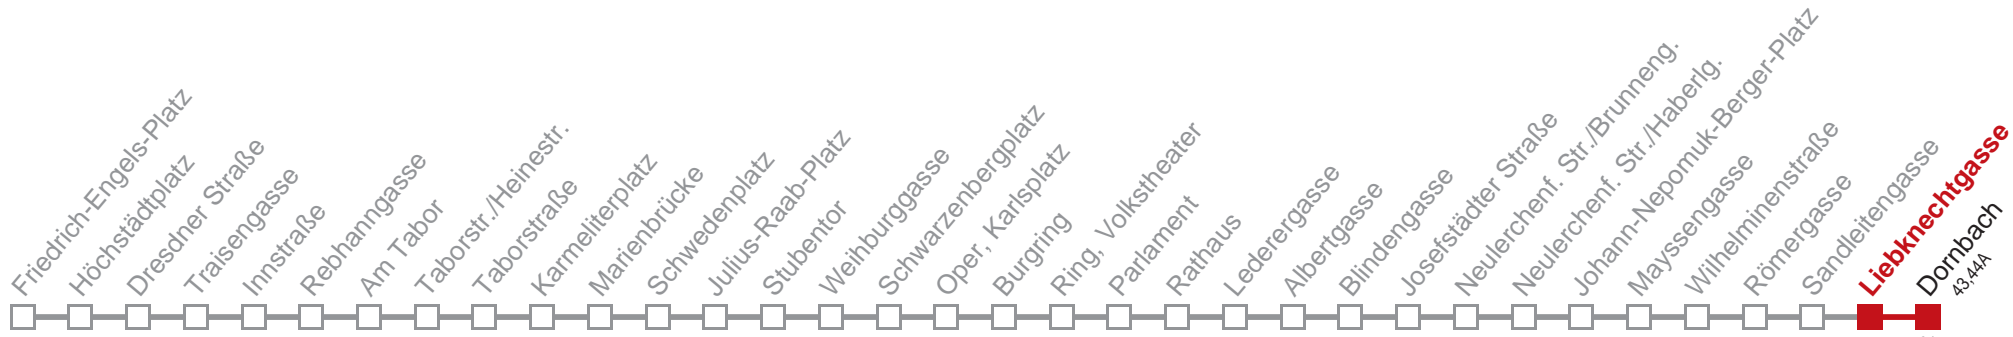 Friedrich-Engels-Platz
Höchstädtplatz
Dresdner Straße
Traisengasse
Innstraße
Rebhanngasse
Am Tabor
Taborstr./Heinestr.
Taborstraße
Karmeliterplatz
Marienbrücke
Schwedenplatz
Julius-Raab-Platz
Stubentor
Weihburggasse
Schwarzenbergplatz
Oper, Karlsplatz
Burgring
Ring, Volkstheater
Parlament
Rathaus
Lederergasse
Albertgasse
Blindengasse
Josefstädter Straße
Neulerchenf. Str./Brunneng.
Neulerchenf. Str./Haberlg.
Johann-Nepomuk-Berger-Platz
Mayssengasse
Wilhelminenstraße
Römergasse
Sandleitengasse
Liebknechtgasse
Dornbach
43,44A